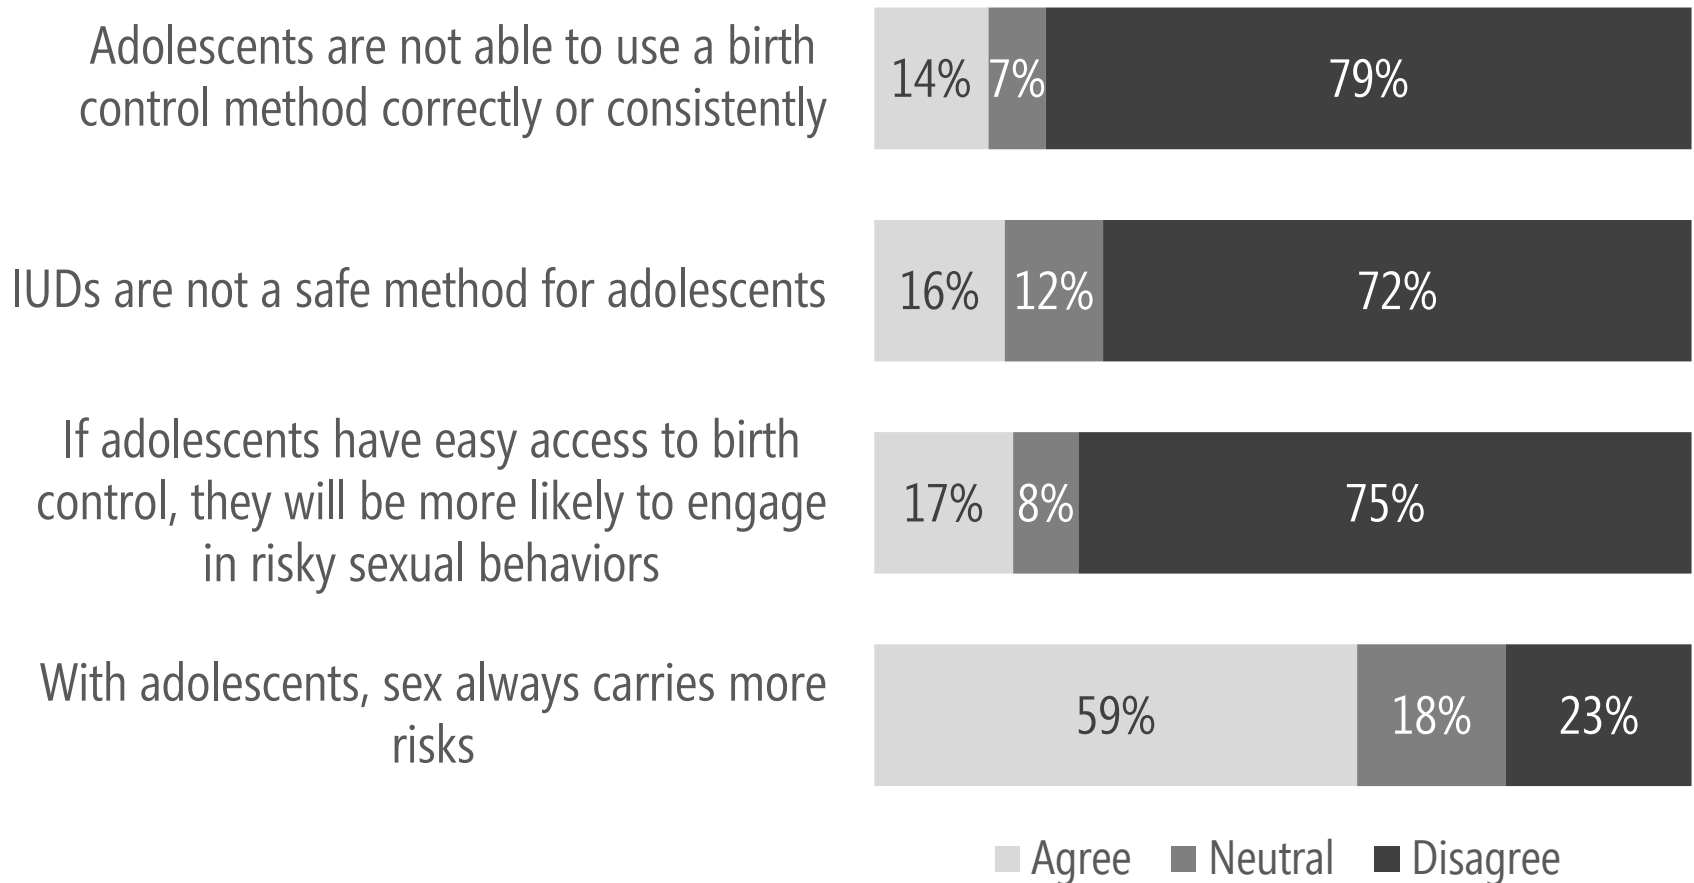 Adolescents are not able to use a birth
control method correctly or consistently
14% 7% 79%
IUDs are not a safe method for adolescents
16% 12% 72%
If adolescents have easy access to birth
control, they will be more likely to engage
in risky sexual behaviors
17% 8% 75%
With adolescents, sex always carries more
risks
59% 18% 23%
Agree Neutral Disagree